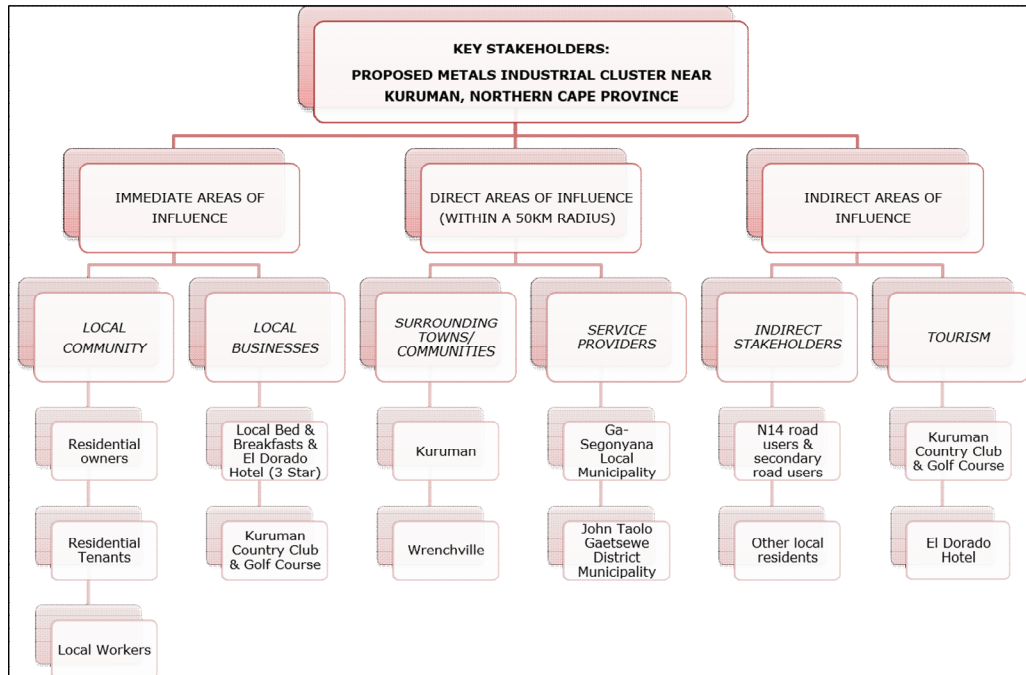 KEY STAKEHOLDERS:
PROPOSED METALS INDUSTRIAL CLUSTER NEAR
KURUMAN, NORTHERN CAPE PROVINCE
IMMEDIATE AREAS OF
INFLUENCE
DIRECT AREAS OF INFLUENCE
(WITHIN A 50KM RADIUS)
INDIRECT AREAS OF
INFLUENCE
LOCAL
COMMUNITY
LOCAL
BUSINESSES
SURROUNDING
TOWNS/
COMMUNITIES
SERVICE
PROVIDERS
INDIRECT
STAKEHOLDERS
TOURISM
Residential
owners
Local Bed &
Breakfasts &
El Dorado
Hotel (3 Star)
Kuruman
Ga-
Segonyana
Local
Municipality
N14 road
users &
secondary
road users
Kuruman
Country Club
& Golf Course
Residential
Tenants
Kuruman
Country Club
& Golf Course
Wrenchville
John Taolo
Gaetsewe
District
Municipality
Other local
residents
El Dorado
Hotel
Local Workers